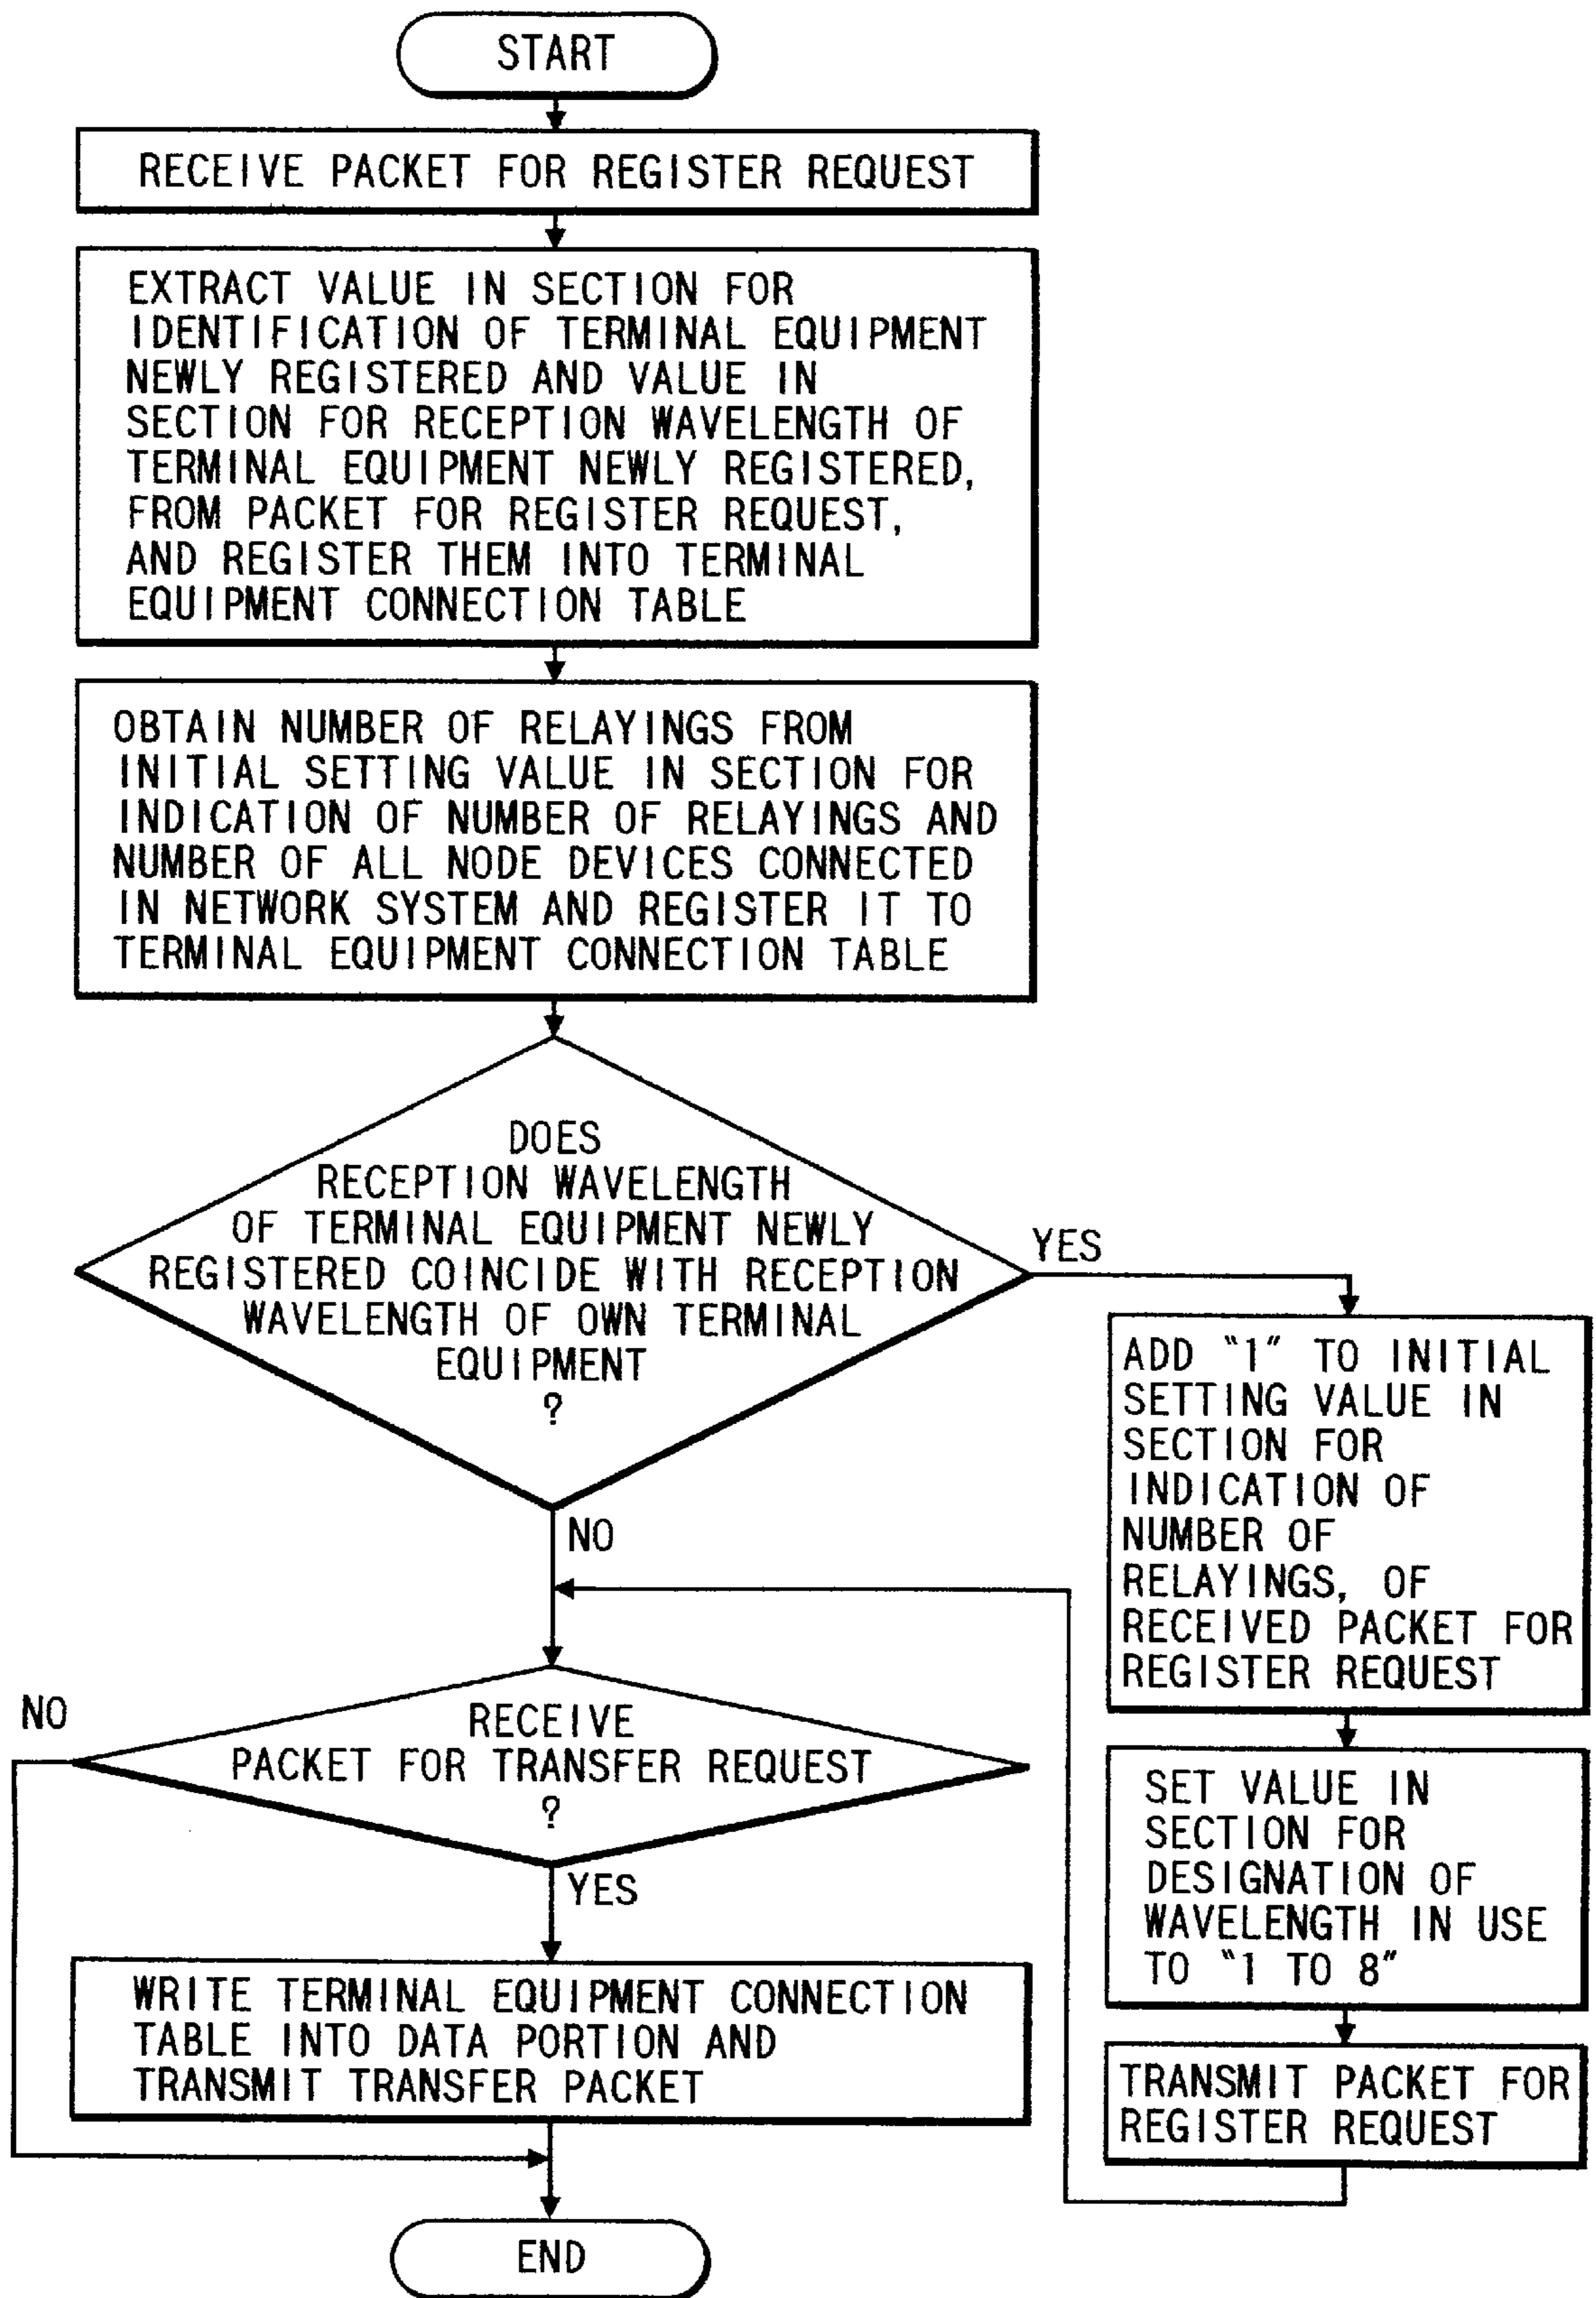 START
RECEIVE PACKET FOR REGISTER REQUEST
EXTRACT VALUE IN SECTION FOR
IDENTIFICATION OF TERMINAL EQUIPMENT
NEWLY REGISTERED AND VALUE IN
SECTION FOR RECEPTION WAVELENGTH OF
TERMINAL EQUIPMENT NEWLY REGISTERED,
FROM PACKET FOR REGISTER REQUEST,
AND REGISTER THEM INTO TERMINAL
EQUIPMENT CONNECTION TABLE
OBTAIN NUMBER OF RELAYINGS FROM
INITIAL SETTING VALUE IN SECTION FOR
INDICATION OF NUMBER OF RELAYINGS AND
NUMBER OF ALL NODE DEVICES CONNECTED
IN NETWORK SYSTEM AND REGISTER IT TO
TERMINAL EQUIPMENT CONNECTION TABLE
DOES
RECEPTION WAVELENGTH
OF TERMINAL EQUIPMENT NEWLY
REGISTERED COINCIDE WITH RECEPTION
WAVELENGTH OF OWN TERMINAL
EQUIPMENT
?
YES
ADD "1" TO INITIAL
SETTING VALUE IN
SECTION FOR
INDICATION OF
NUMBER OF
RELAYINGS, OF
RECEIVED PACKET FOR
REGISTER REQUEST
SET VALUE IN
SECTION FOR
DESIGNATION OF
WAVELENGTH IN USE
TO "1 TO 8"
TRANSMIT PACKET FOR
REGISTER REQUEST
NO
RECEIVE
PACKET FOR TRANSFER REQUEST
?
NO
YES
WRITE TERMINAL EQUIPMENT CONNECTION
TABLE INTO DATA PORTION AND
TRANSMIT TRANSFER PACKET
END